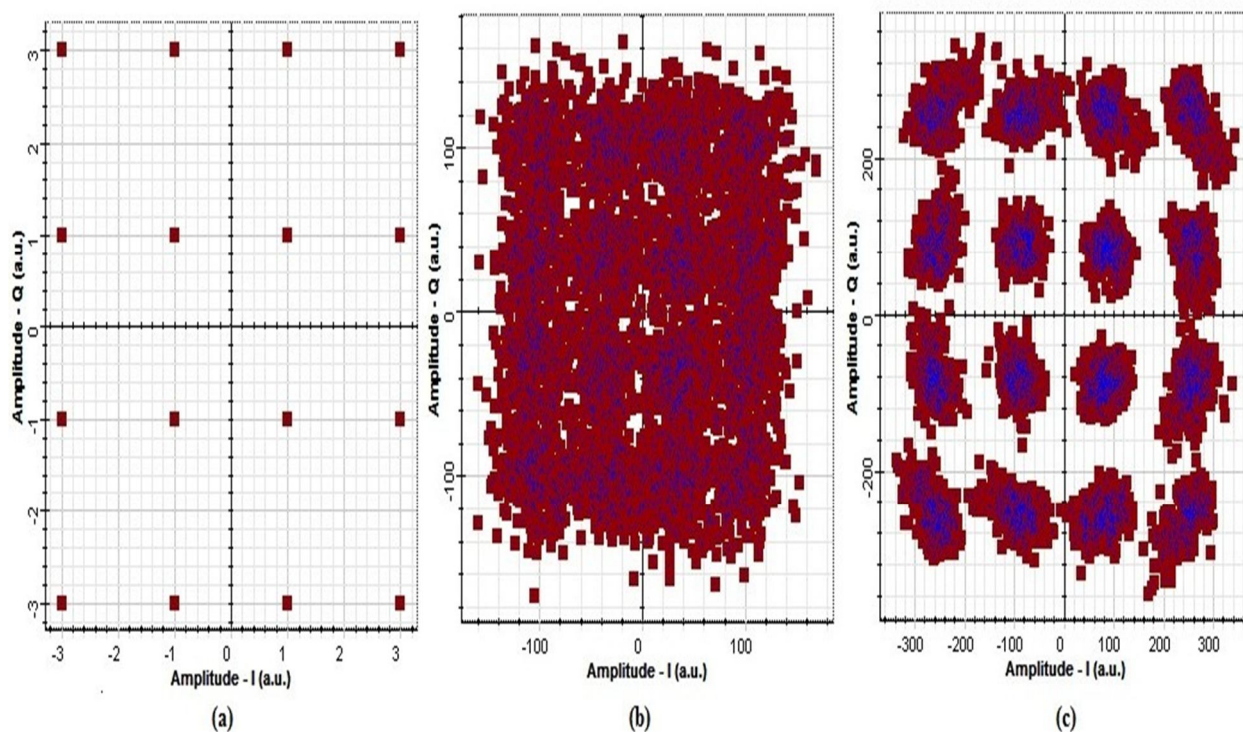 Amplitude - Q (a.u.)
3
2
1
0
-1
-2
-3
-3 -2 -1 0 1 2 3
Amplitude - I (a.u.)
(a)
Amplitude - Q (a.u.)
100
0
-100
-100 0 100
Amplitude - I (a.u.)
(b)
Amplitude - Q (a.u.)
200
0
-200
-300 -200 -100 0 100 200 300
Amplitude - I (a.u.)
(c)